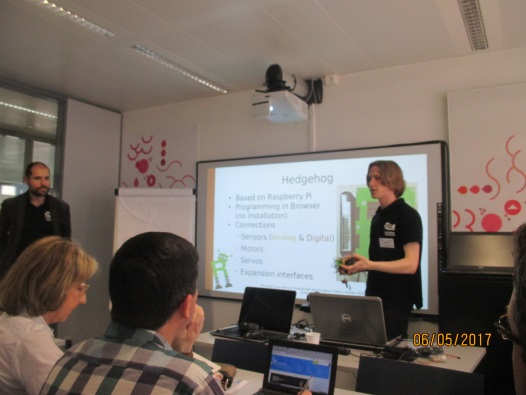 Hedgehog
• Based on Raspberry Pi
• Programming in Browser
(no installation)
• Connections
– Sensors (Analog & Digital)
– Motors
– Servos
– Expansion interfaces
DELL
06/05/2017